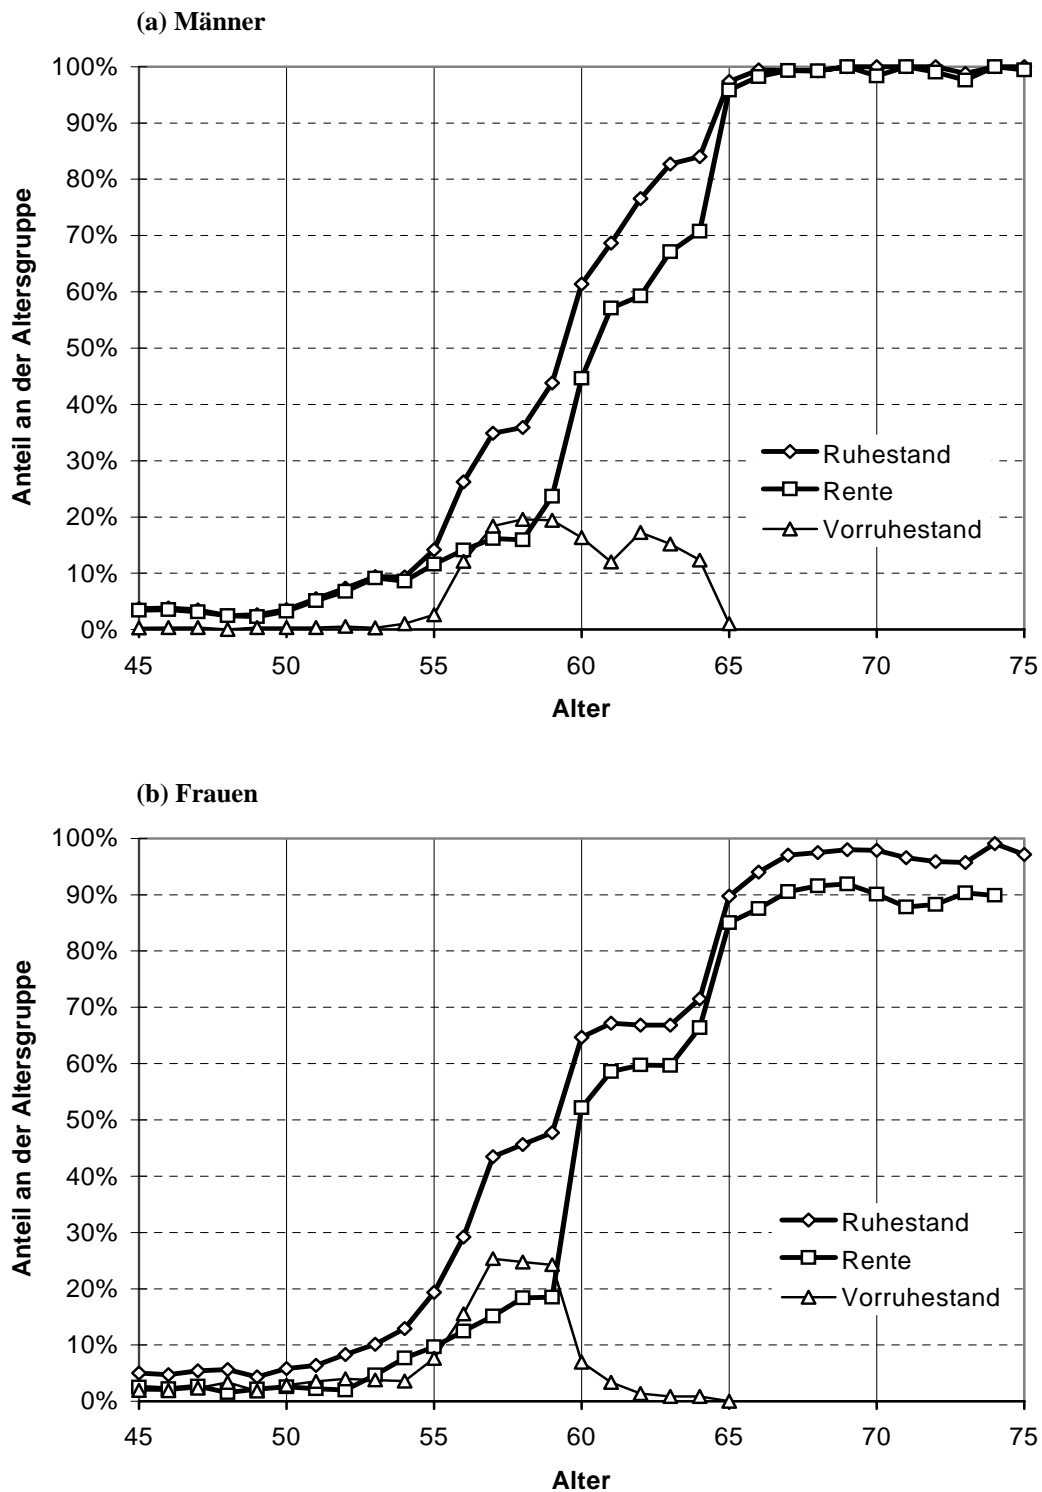 (a) Männer
100%
90%
80%
70%
60%
50%
40%
30%
20%
10%
0%
Anteil an der Altersgruppe
Ruhestand
Rente
Vorruhestand
45 50 55 60 65 70 75
Alter
(b) Frauen
100%
90%
80%
70%
60%
50%
40%
30%
20%
10%
0%
Anteil an der Altersgruppe
Ruhestand
Rente
Vorruhestand
45 50 55 60 65 70 75
Alter